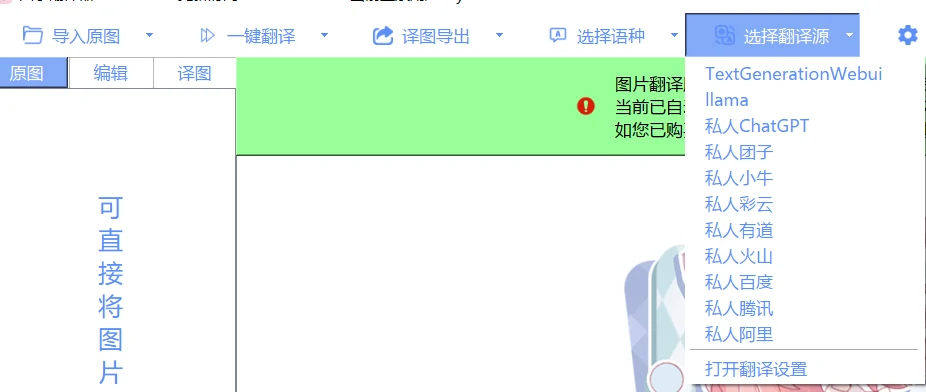 导入原图
一键翻译
译图导出
选择语种
选择翻译源
原图
编辑
译图
图片翻译
当前已自
如您已购
可
直
接
将
图
片
TextGenerationWebui
llama
私人ChatGPT
私人团子
私人小牛
私人彩云
私人有道
私人火山
私人百度
私人腾讯
私人阿里
打开翻译设置